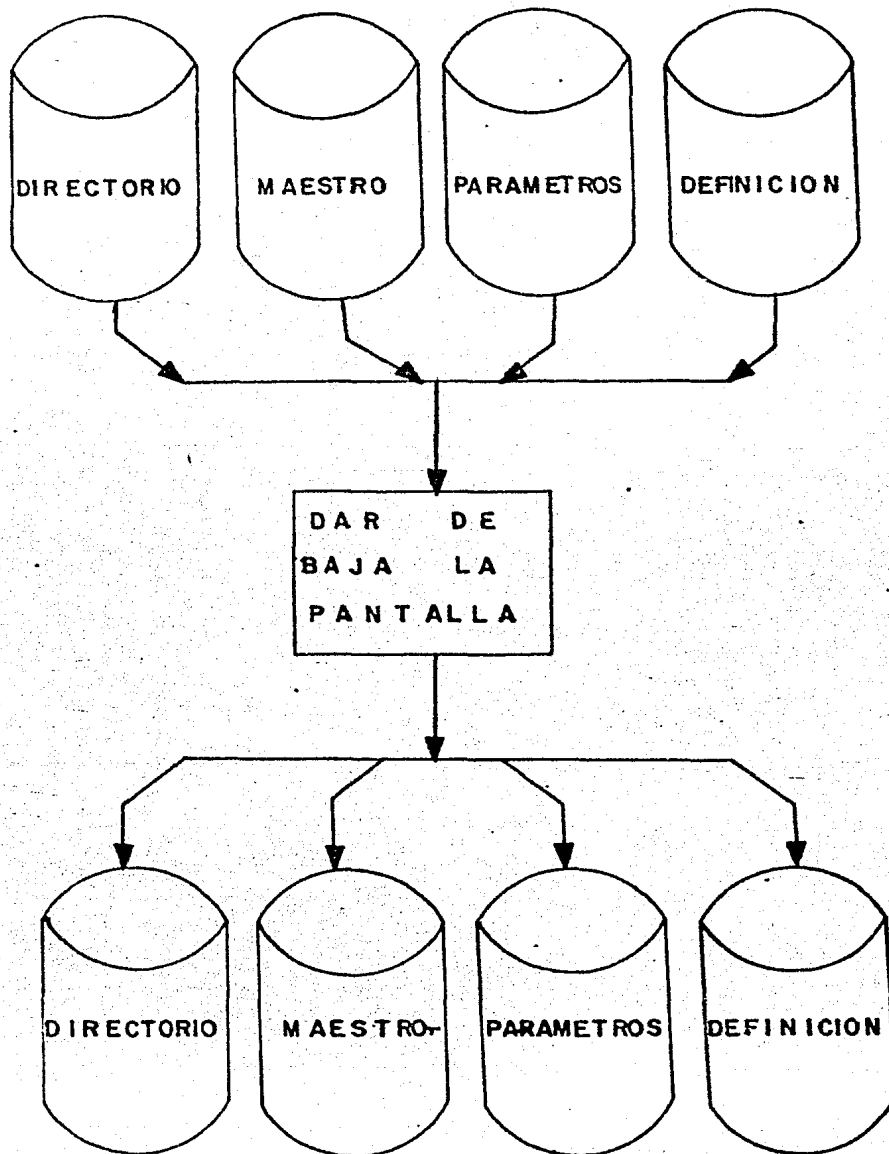 DIRECTORIO MAESTRO PARAMETROS DEFINICION
DAR DE
BAJA LA
PANTALLA
DIRECTORIO MAESTRO PARAMETROS DEFINICION